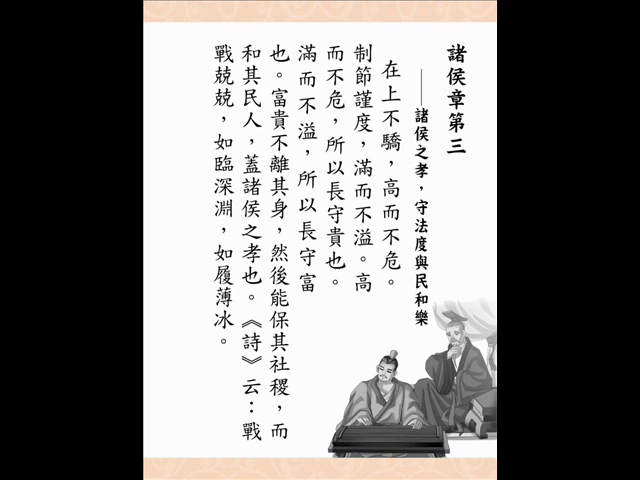 諸侯章第三
——諸侯之孝，守法度與民和樂
在上不驕，高而不危。
制節謹度，滿而不溢。高
而不危，所以長守貴也。
滿而不溢，所以長守富
也。富貴不離其身，然後能保其社稷，而
和其民人，蓋諸侯之孝也。《詩》云：戰
戰兢兢，如臨深淵，如履薄冰。